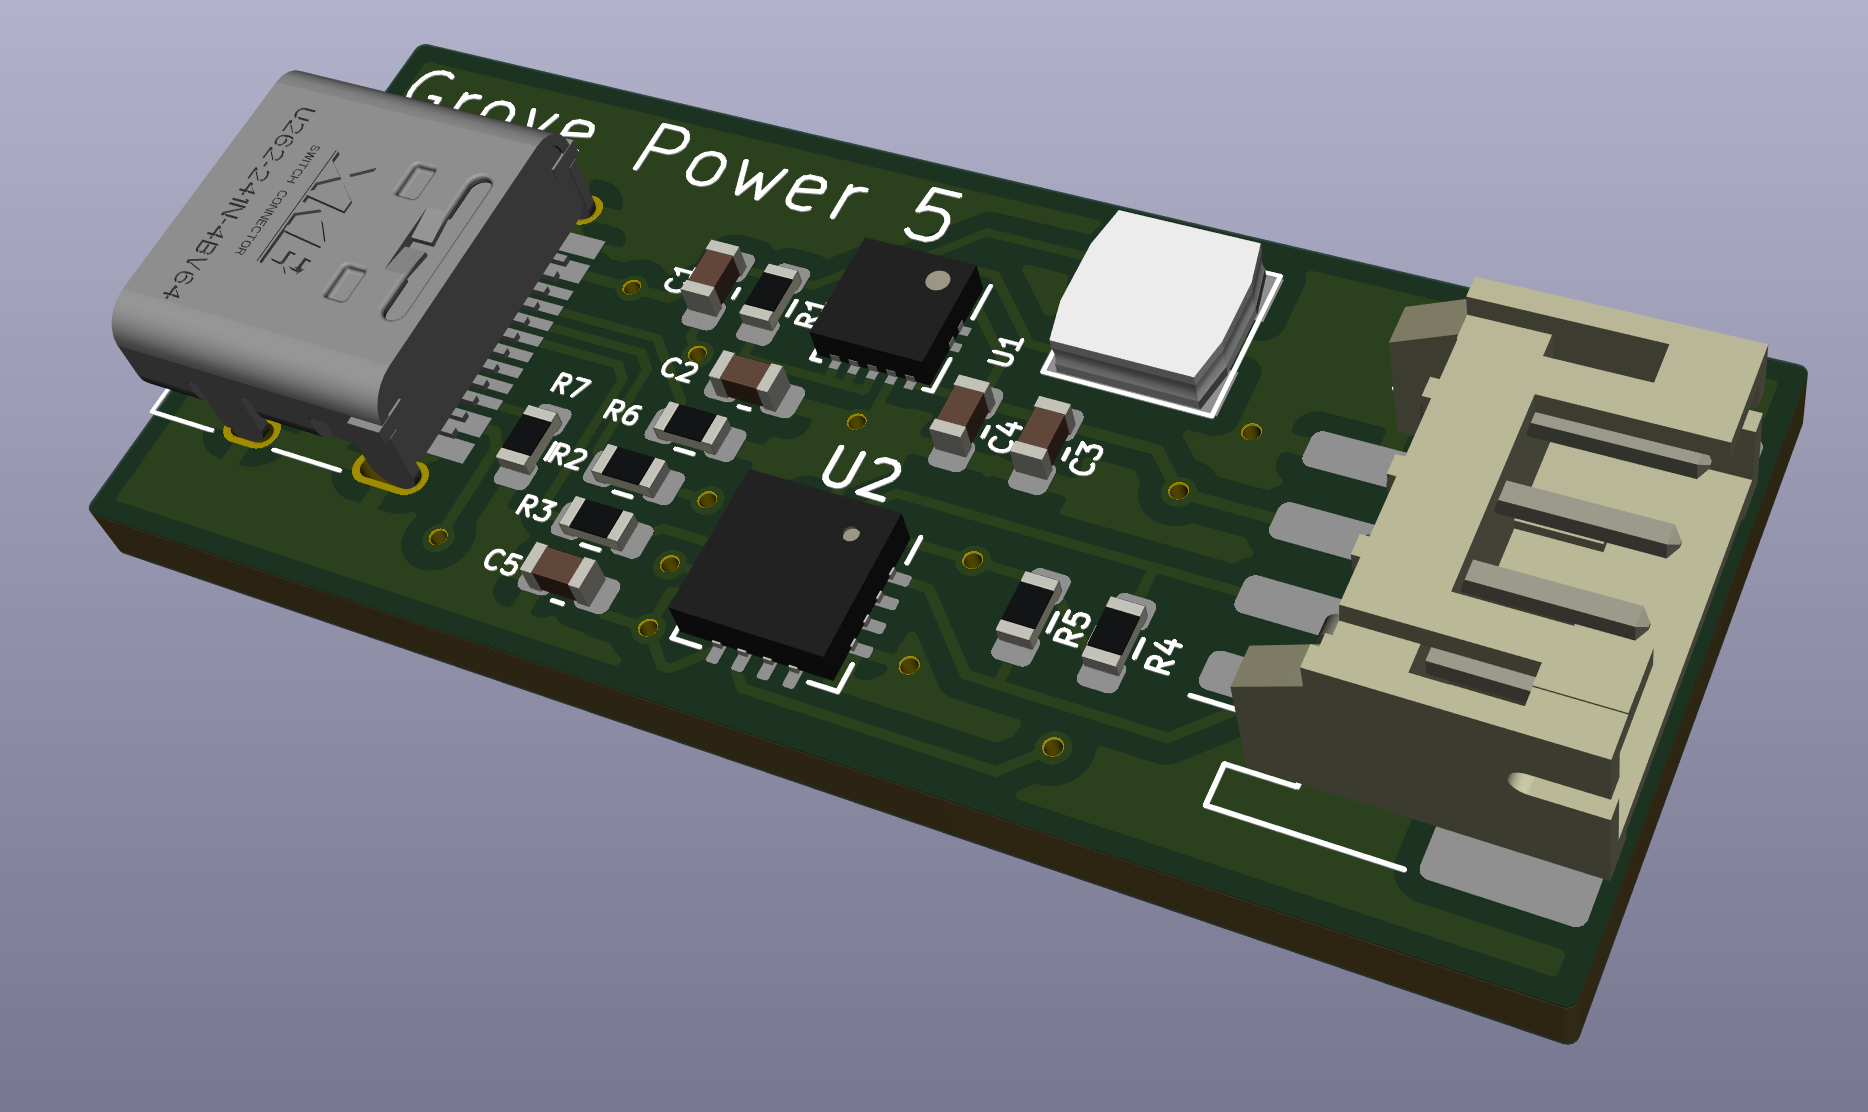 Grove Power 5
U262-241N-4BV64
SWITCH CONNECTOR
XKB
C1
R1
U1
C2
R7
R6
R2
C4
C3
U2
R3
C5
R5
R4